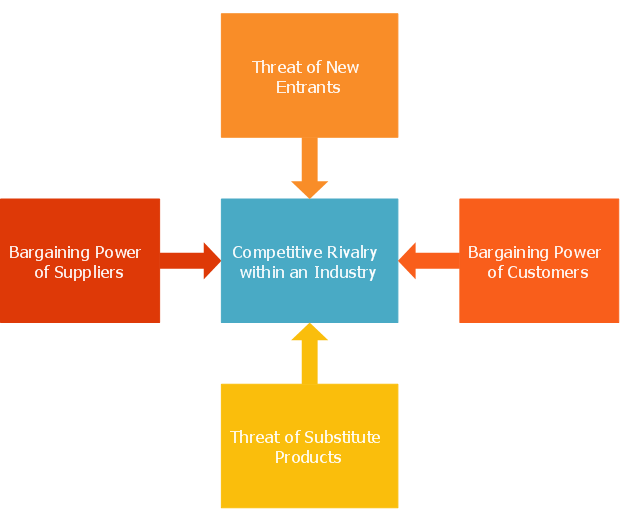 Threat of New
Entrants
Bargaining Power
of Suppliers
Competitive Rivalry
within an Industry
Bargaining Power
of Customers
Threat of Substitute
Products